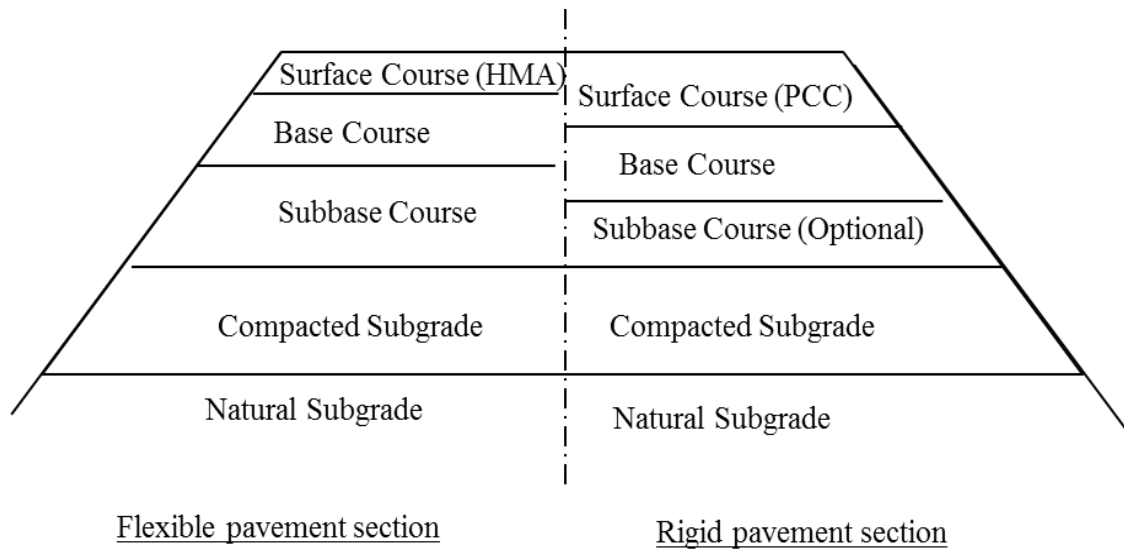 Surface Course (HMA)
Base Course
Subbase Course
Compacted Subgrade
Natural Subgrade
Flexible pavement section
Surface Course (PCC)
Base Course
Subbase Course (Optional)
Compacted Subgrade
Natural Subgrade
Rigid pavement section